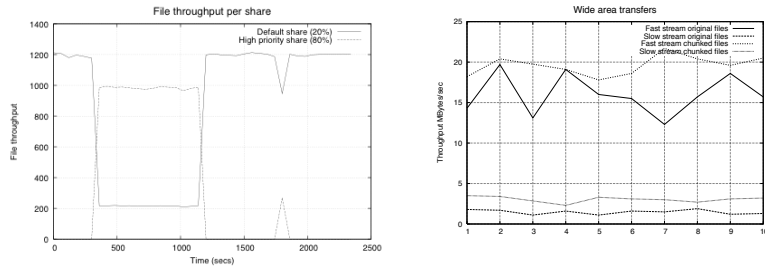 File throughput per share
Default share (20%)
High priority share (80%)
File throughput
1400
1200
1000
800
600
400
200
0
0 500 1000 1500 2000 2500
Time (secs)
Wide area transfers
Fast stream original files
Slow stream original files
Fast stream chunked files
Slow stream chunked files
Throughput MBytes/sec
25
20
15
10
5
0
1 2 3 4 5 6 7 8 9 10